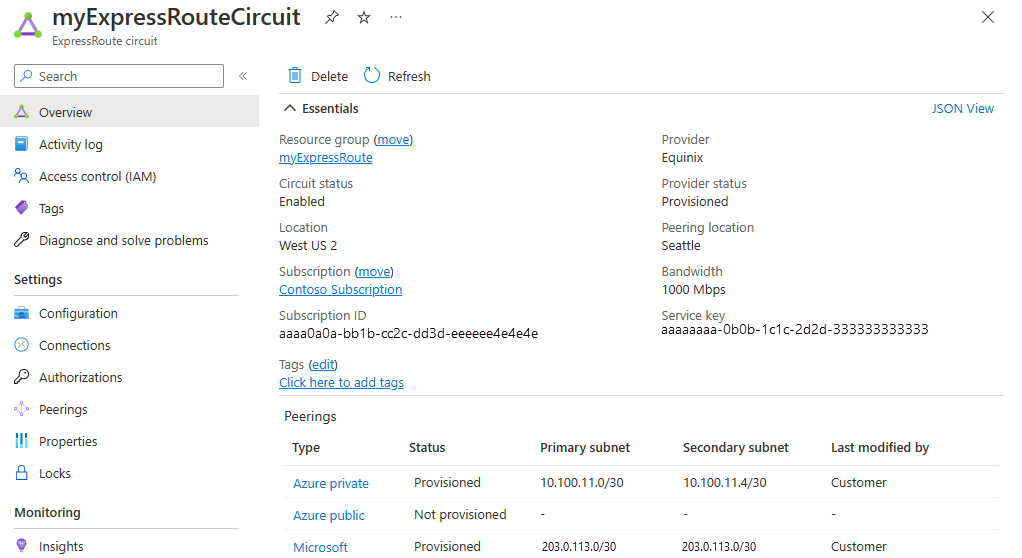 myExpressRouteCircuit
ExpressRoute circuit
Search
Overview
Activity log
Access control (IAM)
Tags
Diagnose and solve problems
Settings
Configuration
Connections
Authorizations
Peerings
Properties
Locks
Monitoring
Insights
Delete Refresh
Essentials JSON View
Resource group (move)
myExpressRoute
Circuit status
Enabled
Location
West US 2
Subscription (move)
Contoso Subscription
Subscription ID
aaaa0a0a-bb1b-cc2c-dd3d-eeeeee4e4e4e
Provider
Equinix
Provider status
Provisioned
Peering location
Seattle
Bandwidth
1000 Mbps
Service key
aaaaaaaa-0b0b-1c1c-2d2d-333333333333
Tags (edit)
Click here to add tags
Peerings
Type Status Primary subnet Secondary subnet Last modified by
Azure private Provisioned 10.100.11.0/30 10.100.11.4/30 Customer
Azure public Not provisioned - - -
Microsoft Provisioned 203.0.113.0/30 203.0.113.0/30 Customer